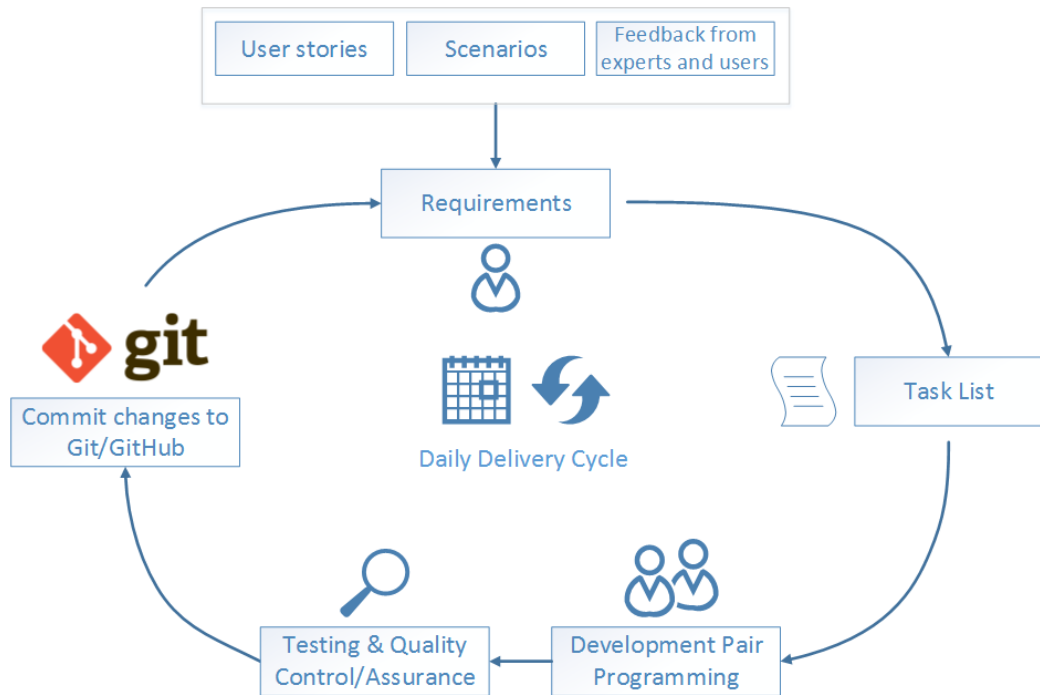 User stories
Scenarios
Feedback from
experts and users
Requirements
git
Commit changes to
Git/GitHub
Task List
Daily Delivery Cycle
Testing & Quality
Control/Assurance
Development Pair
Programming